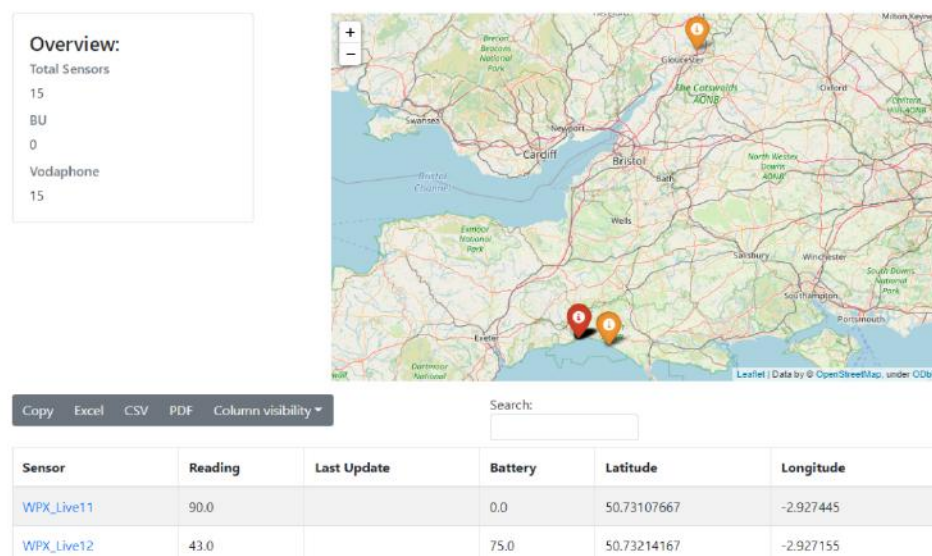 Overview:
Total Sensors
15
BU
0
Vodaphone
15
+
−
Brecon
Beacons
National
Park
Gloucester
Milton Keyne
The Cotswolds
AONB
Oxford
Swansea
Newport
Cardiff
Bristol
Bath
North Wessex
Downs
AONB
Bristol
Channel
Wells
Exmoor
National
Park
Salisbury
Winchester
South Downs
National
Park
Southampton
Portsmouth
Exeter
Dartmoor
National
Leaflet | Data by © OpenStreetMap, under ODb
Copy Excel CSV PDF Column visibility
Search:
Sensor Reading Last Update Battery Latitude Longitude
WPX_Live11 90.0 0.0 50.73107667 -2.927445
WPX_Live12 43.0 75.0 50.73214167 -2.927155